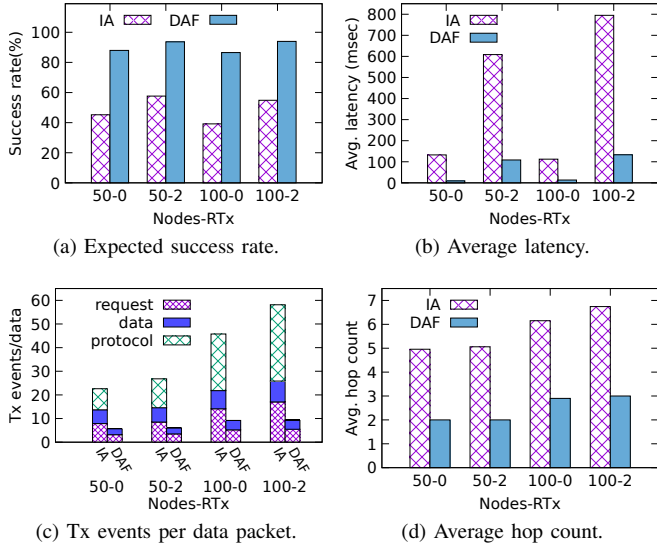 IA DAF
Success rate(%)
100
80
60
40
20
0
50-0 50-2 100-0 100-2
Nodes-RTx
(a) Expected success rate.
IA
DAF
Avg. latency (msec)
800
700
600
500
400
300
200
100
0
50-0 50-2 100-0 100-2
Nodes-RTx
(b) Average latency.
request
data
protocol
Tx events/data
60
50
40
30
20
10
0
IA DAF IA DAF IA DAF IA DAF
50-0 50-2 100-0 100-2
Nodes-RTx
(c) Tx events per data packet.
IA
DAF
Avg. hop count
7
6
5
4
3
2
1
0
50-0 50-2 100-0 100-2
Nodes-RTx
(d) Average hop count.